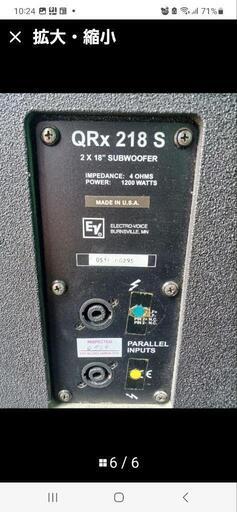 10:24
71%
× 拡大・縮小
QRx 218 S
2 X 18" SUBWOOFER
IMPEDANCE: 4 OHMS
POWER: 1200 WATTS
MADE IN U.S.A.
EV
ELECTRO-VOICE
BURNSVILLE, MN
INSPECTED
PARALLEL
INPUTS
6 / 6